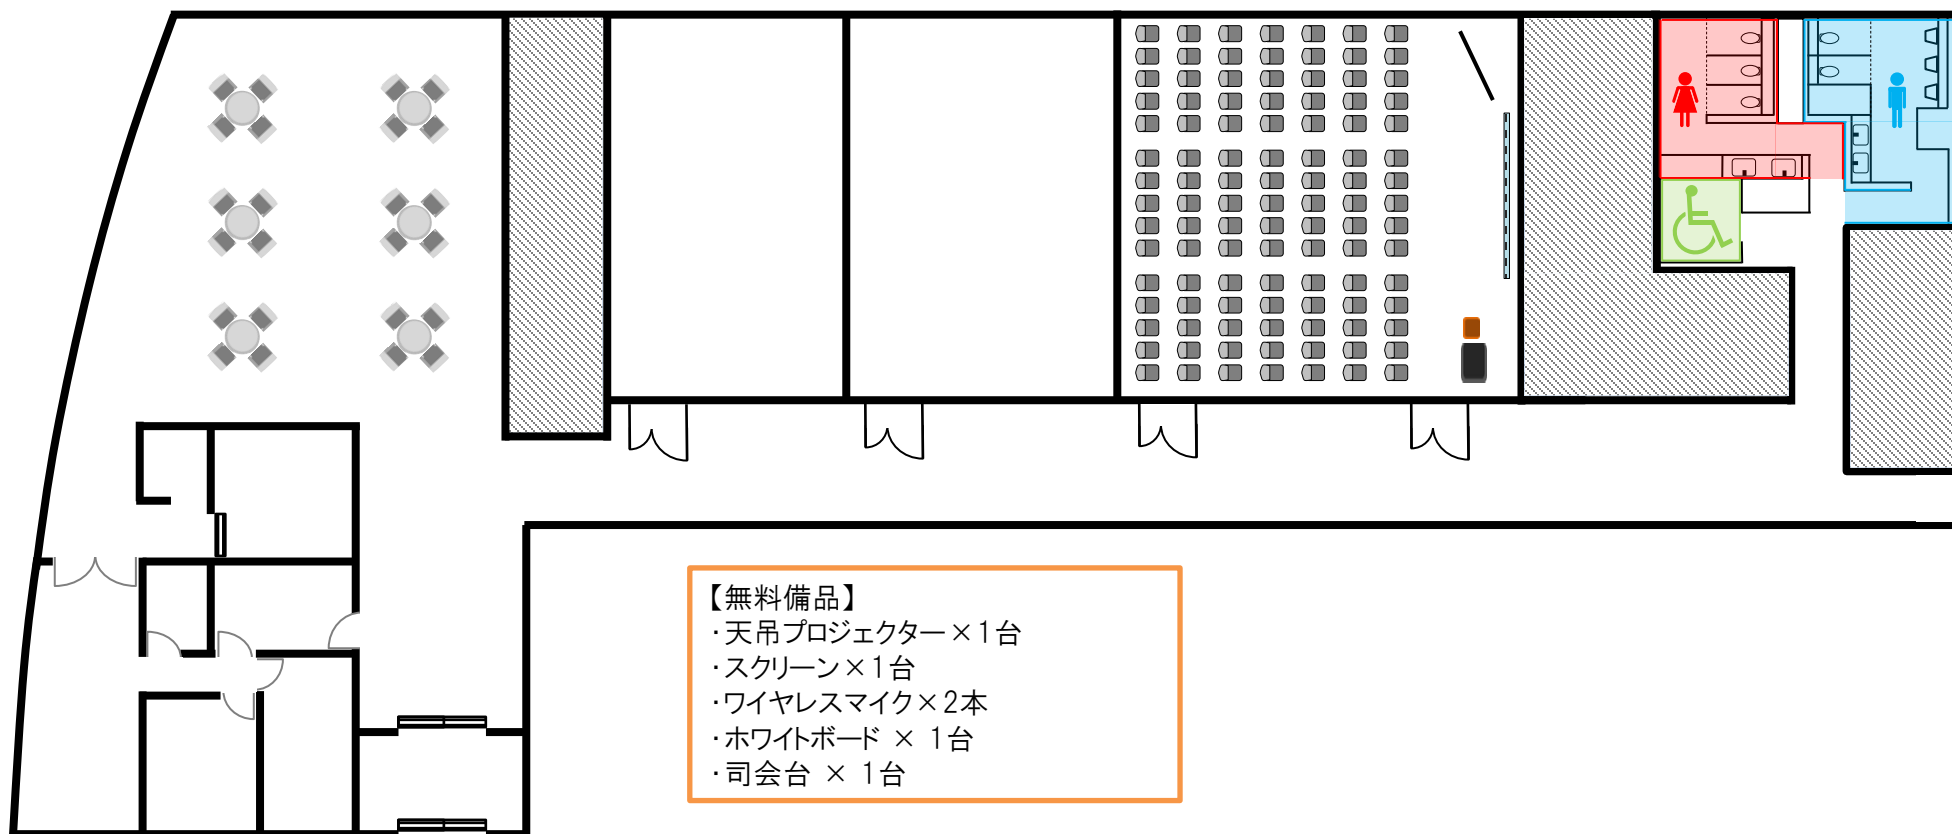 【無料備品】
・天吊プロジェクター×1台
・スクリーン×1台
・ワイヤレスマイク×2本
・ホワイトボード × 1台
・司会台 × 1台